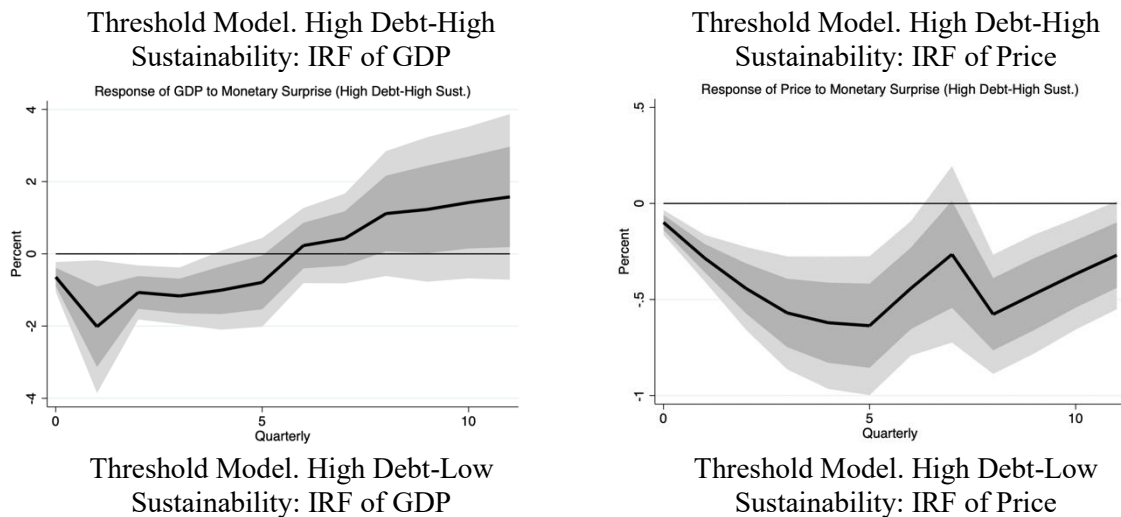 Threshold Model. High Debt-High
Sustainability: IRF of GDP
Response of GDP to Monetary Surprise (High Debt-High Sust.)
4
2
0
-2
-4
Percent
0
5
10
Quarterly
Threshold Model. High Debt-High
Sustainability: IRF of Price
Response of Price to Monetary Surprise (High Debt-High Sust.)
.5
0
-.5
-1
Percent
0
5
10
Quarterly
Threshold Model. High Debt-Low
Sustainability: IRF of GDP
Threshold Model. High Debt-Low
Sustainability: IRF of Price